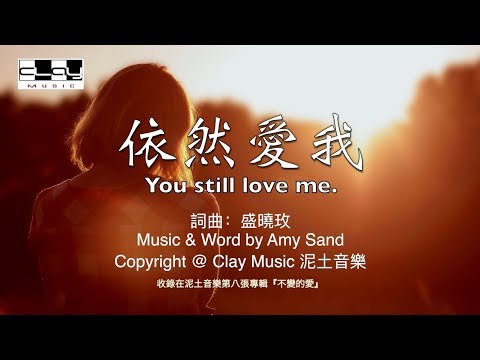 CLay
MUSIC
依然愛我
You still love me.
詞曲：盛曉玫
Music & Word by Amy Sand
Copyright @ Clay Music 泥土音樂
收錄在泥土音樂第八張專輯『不變的愛』